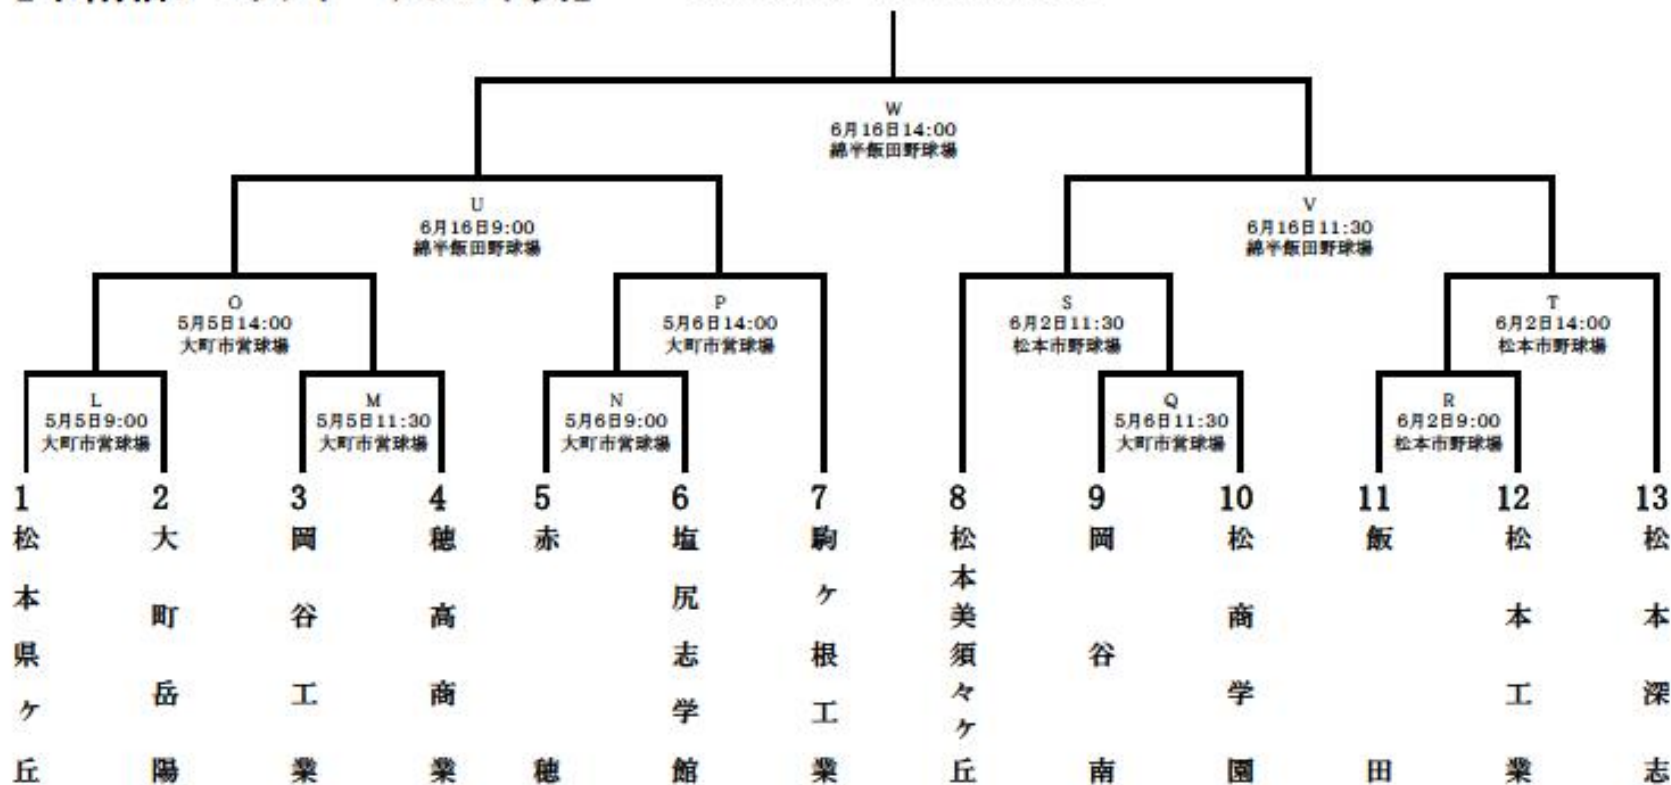 W
6月16日14:00
綿半飯田野球場
U
6月16日9:00
綿半飯田野球場
V
6月16日11:30
綿半飯田野球場
O
5月5日14:00
大町市営球場
P
5月6日14:00
大町市営球場
S
6月2日11:30
松本市野球場
T
6月2日14:00
松本市野球場
L
5月5日9:00
大町市営球場
M
5月5日11:30
大町市営球場
N
5月6日9:00
大町市営球場
Q
5月6日11:30
大町市営球場
R
6月2日9:00
松本市野球場
1
松本県ケ丘
2
大町岳陽
3
岡谷工業
4
穂高商業
5
赤穂
6
塩尻志学館
7
駒ケ根工業
8
松本美須々ケ丘
9
岡谷南
10
松商学園
11
飯田
12
松本工業
13
松本深志